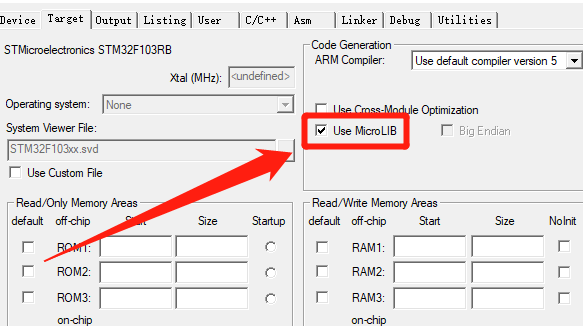 Device Target Output Listing User C/C++ Asm Linker Debug Utilities
STMicroelectronics STM32F103RB
Xtal (MHz): <undefined>
Operating system: None
System Viewer File:
STM32F103xx.svd
Use Custom File
Code Generation
ARM Compiler: Use default compiler version 5
Use Cross-Module Optimization
Use MicroLIB Big Endian
Read/Only Memory Areas
default off-chip Start Size Startup
ROM1:
ROM2:
ROM3:
on-chip
Read/Write Memory Areas
default off-chip Start Size NoInit
RAM1:
RAM2:
RAM3:
on-chip